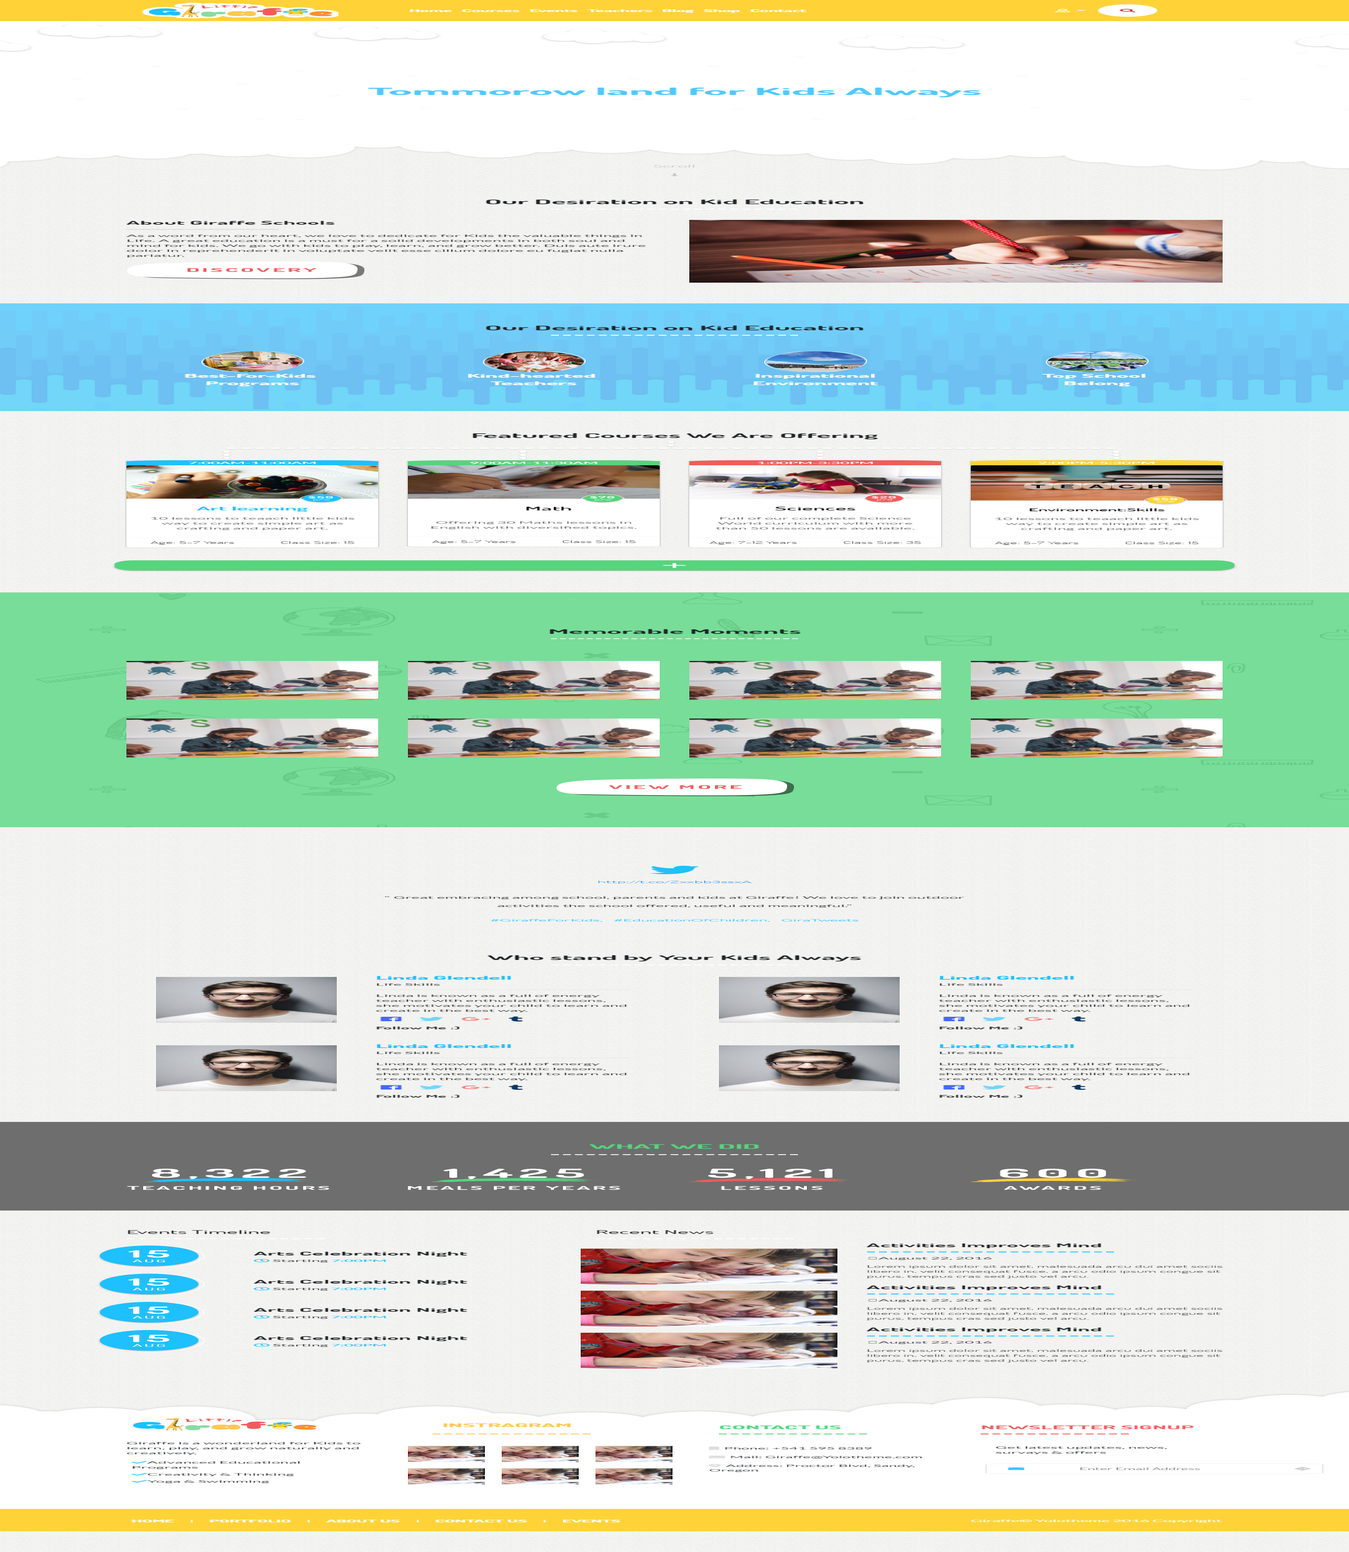 Little
Giraffe
Home Courses Events Teachers Blog Shop Contact
Tommorow land for Kids Always
Scroll
Our Desiration on Kid Education
About Giraffe Schools
As a word from our heart, we love to dedicate for Kids the valuable things in
Life. A great education is a must for a solid developments in both soul and
mind for kids. We go with kids to play, learn, and grow better. Duis aute irure
dolor in reprehenderit in voluptate velit esse cillum dolore eu fugiat nulla
pariatur.
DISCOVERY
Our Desiration on Kid Education
Best-For-Kids
Programs
Kind-hearted
Teachers
Inspirational
Environment
Top School
Belong
Featured Courses We Are Offering
7:00AM-11:00AM
$59
Art learning
10 lessons to teaach little kids
way to create simple art as
crafting and paper art.
Age: 5-7 Years Class Size: 15
9:00AM-11:30AM
$79
Math
Offering 30 Maths lessons in
English with diversified topics.
Age: 5-7 Years Class Size: 15
1:00PM-3:30PM
$29
Sciences
Full of our complete Science
World curriculum with more
than 50 lessons are available.
Age: 7-12 Years Class Size: 35
TEACH
Environment Skills
10 lessons to teaach little kids
way to create simple art as
crafting and paper art.
Age: 5-7 Years Class Size: 15
Memorable Moments
VIEW MORE
" Great embracing among school, parents and kids at Giraffe! We love to join outdoor
activities the school offered, useful and meaningful."
#GiraffeForKids, #EducationOfChildren, GiraTweets
Who stand by Your Kids Always
Linda Glendell
Life Skills
Linda is known as a full of energy
teacher with enthusiastic lessons,
she motivates your child to learn and
create in the best way.
Follow Me :)
Linda Glendell
Life Skills
Linda is known as a full of energy
teacher with enthusiastic lessons,
she motivates your child to learn and
create in the best way.
Follow Me :)
Linda Glendell
Life Skills
Linda is known as a full of energy
teacher with enthusiastic lessons,
she motivates your child to learn and
create in the best way.
Follow Me :)
Linda Glendell
Life Skills
Linda is known as a full of energy
teacher with enthusiastic lessons,
she motivates your child to learn and
create in the best way.
Follow Me :)
WHAT WE DID
8,322
TEACHING HOURS
1,425
MEALS PER YEARS
5,121
LESSONS
600
AWARDS
Events Timeline
15
AUG
Arts Celebration Night
Starting 7:00PM
15
AUG
Arts Celebration Night
Starting 7:00PM
15
AUG
Arts Celebration Night
Starting 7:00PM
15
AUG
Arts Celebration Night
Starting 7:00PM
Recent News
Activities Improves Mind
August 22, 2016
Lorem ipsum dolor sit amet, malesuada arcu dui amet sociis
libero in, velit consequat fusce, a arcu odio ipsum congue sit
purus, tempus cras sed justo vel arcu.
Activities Improves Mind
August 22, 2016
Lorem ipsum dolor sit amet, malesuada arcu dui amet sociis
libero in, velit consequat fusce, a arcu odio ipsum congue sit
purus, tempus cras sed justo vel arcu.
Activities Improves Mind
August 22, 2016
Lorem ipsum dolor sit amet, malesuada arcu dui amet sociis
libero in, velit consequat fusce, a arcu odio ipsum congue sit
purus, tempus cras sed justo vel arcu.
Little
Giraffe
Giraffe is a wonderland for Kids to
learn, play, and grow naturally and
creatively.
Advanced Educational
Programs
Creativity & Thinking
Yoga & Swimming
INSTRAGRAM
CONTACT US
Phone: +541 595 8389
Mail: Giraffe@Yolotheme.com
Address: Proctor Blvd, Sandy,
Oregon
NEWSLETTER SIGNUP
Get latest updates, news,
survays & offers
Enter Email Address
HOME | PORTFOLIO | ABOUT US | CONTACT US | EVENTS
Giraffe© Yolotheme 2016 Copyright